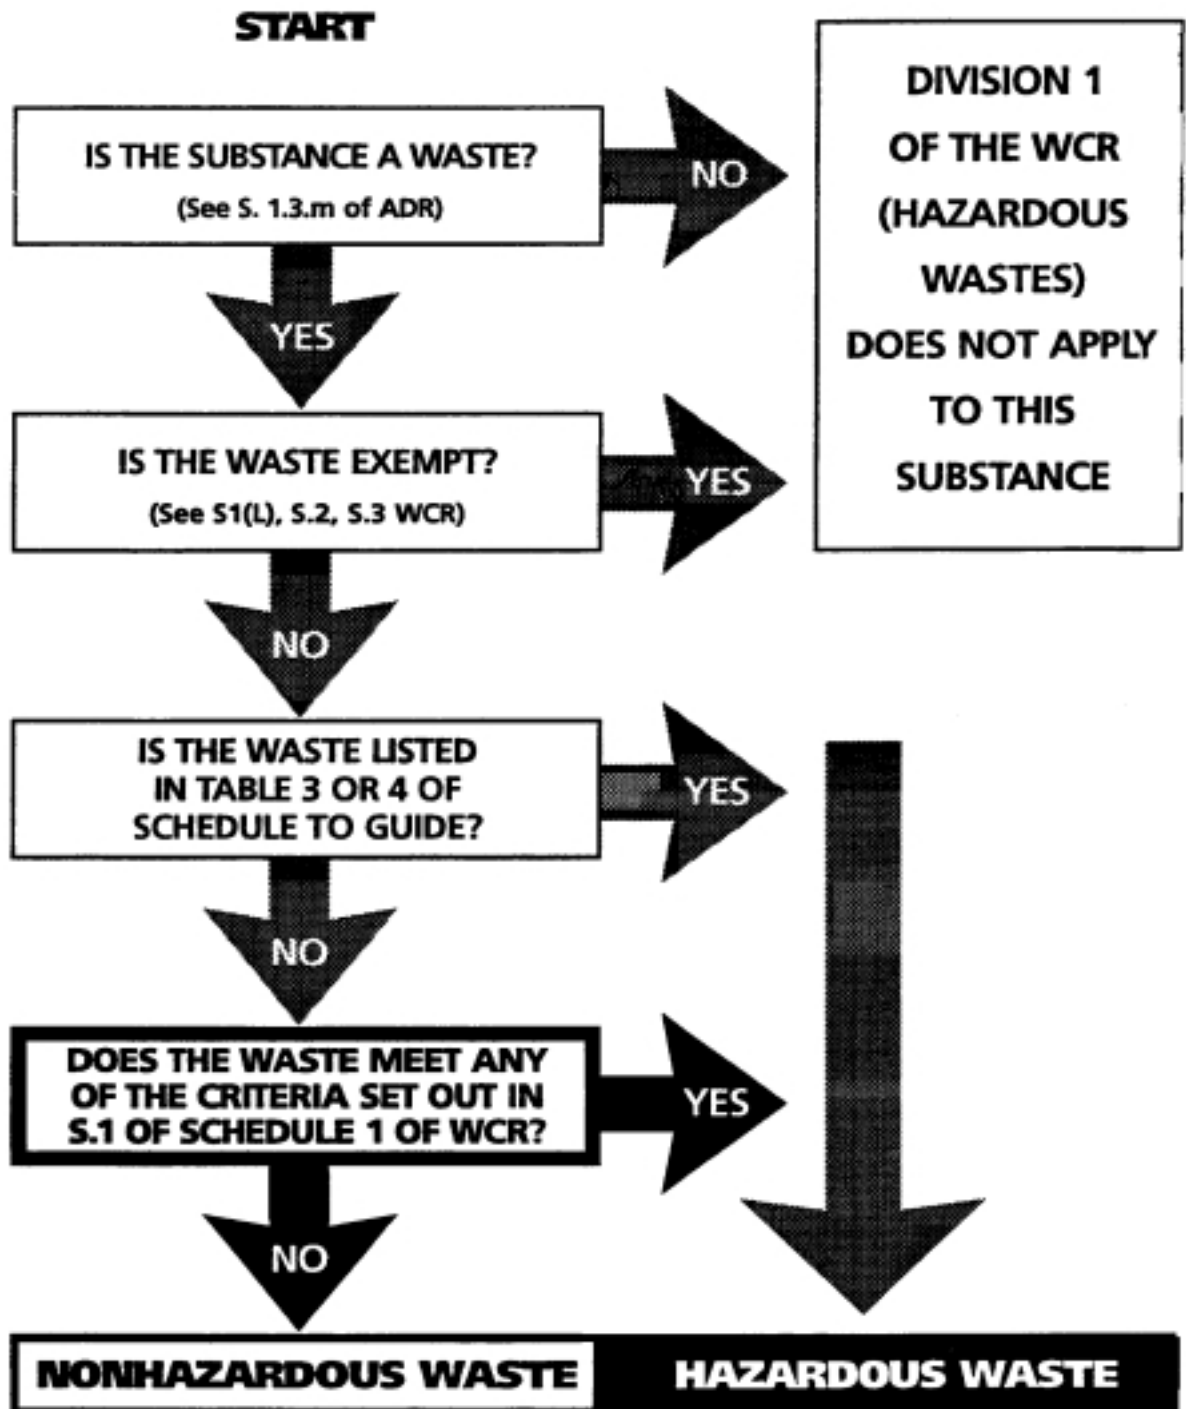 START
IS THE SUBSTANCE A WASTE?
(See S. 1.3.m of ADR)
NO
YES
DIVISION 1
OF THE WCR
(HAZARDOUS
WASTES)
DOES NOT APPLY
TO THIS
SUBSTANCE
IS THE WASTE EXEMPT?
(See S1(L), S.2, S.3 WCR)
YES
NO
IS THE WASTE LISTED
IN TABLE 3 OR 4 OF
SCHEDULE TO GUIDE?
YES
NO
DOES THE WASTE MEET ANY
OF THE CRITERIA SET OUT IN
S.1 OF SCHEDULE 1 OF WCR?
YES
NO
NONHAZARDOUS WASTE
HAZARDOUS WASTE